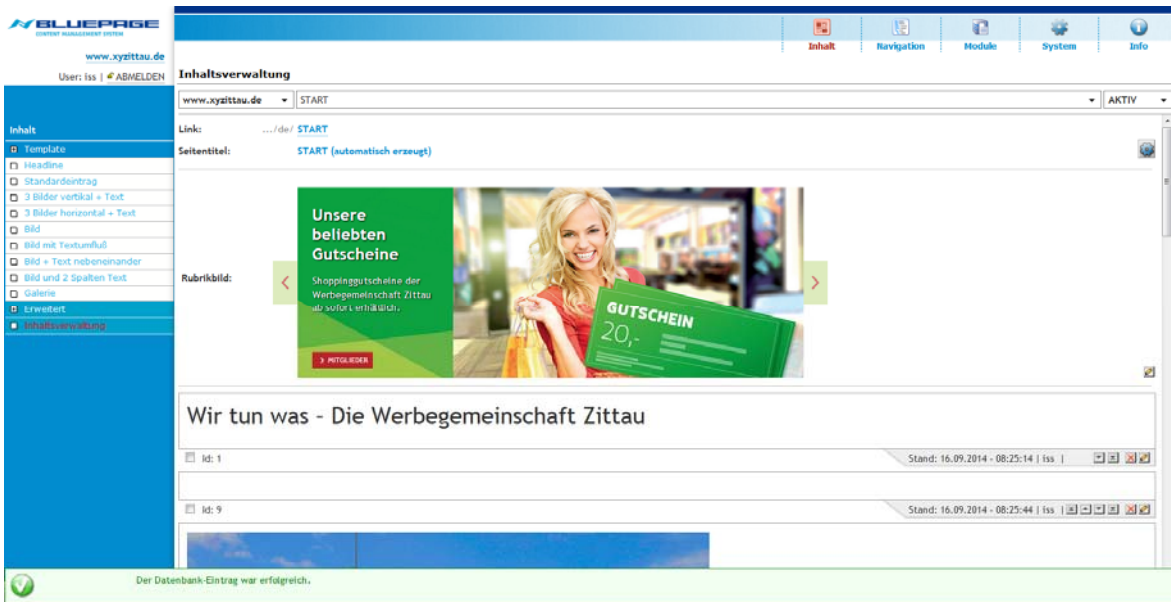 BLUEPAGE
CONTENT MANAGEMENT SYSTEM
www.xyzittau.de
User: iss | ABMELDEN
Inhalt
Navigation
Module
System
Info
Inhaltsverwaltung
www.xyzittau.de
START
AKTIV
Inhalt
Template
Headline
Standardeintrag
3 Bilder vertikal + Text
3 Bilder horizontal + Text
Bild
Bild mit Textumfluß
Bild + Text nebeneinander
Bild und 2 Spalten Text
Galerie
Erweitert
Inhaltsverwaltung
Link: .../de/ START
Seitentitel: START (automatisch erzeugt)
Rubrikbild:
Unsere
beliebten
Gutscheine
Shoppinggutscheine der
Werbegemeinschaft Zittau
ab sofort erhältlich.
> MITGLIEDER
GUTSCHEIN
20,-
Wir tun was – Die Werbegemeinschaft Zittau
Id: 1
Stand: 16.09.2014 - 08:25:14 | iss |
Id: 9
Stand: 16.09.2014 - 08:25:44 | iss |
Der Datenbank-Eintrag war erfolgreich.